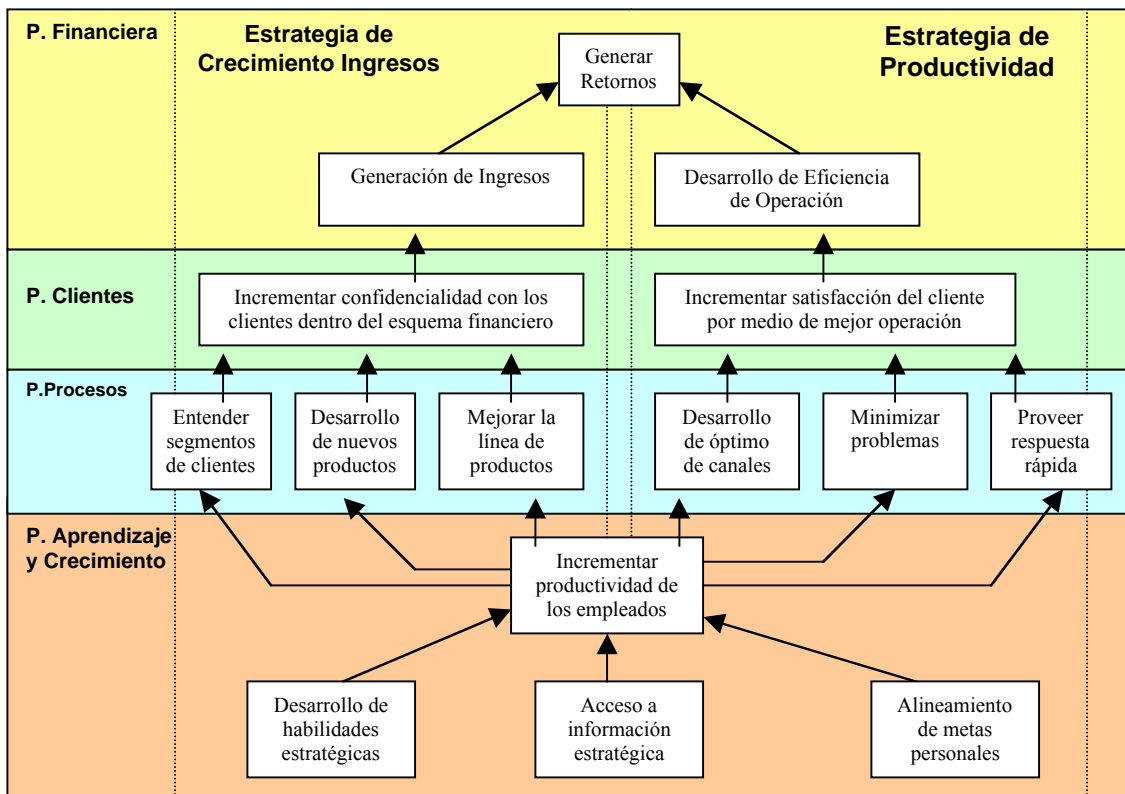 P. Financiera
Estrategia de
Crecimiento Ingresos
Estrategia de
Productividad
Generar
Retornos
Generación de Ingresos
Desarrollo de Eficiencia
de Operación
P. Clientes
Incrementar confidencialidad con los
clientes dentro del esquema financiero
Incrementar satisfacción del cliente
por medio de mejor operación
P.Procesos
Entender
segmentos
de clientes
Desarrollo
de nuevos
productos
Mejorar la
línea de
productos
Desarrollo
de óptimo
de canales
Minimizar
problemas
Proveer
respuesta
rápida
P. Aprendizaje
y Crecimiento
Incrementar
productividad de
los empleados
Desarrollo de
habilidades
estratégicas
Acceso a
información
estratégica
Alineamiento
de metas
personales